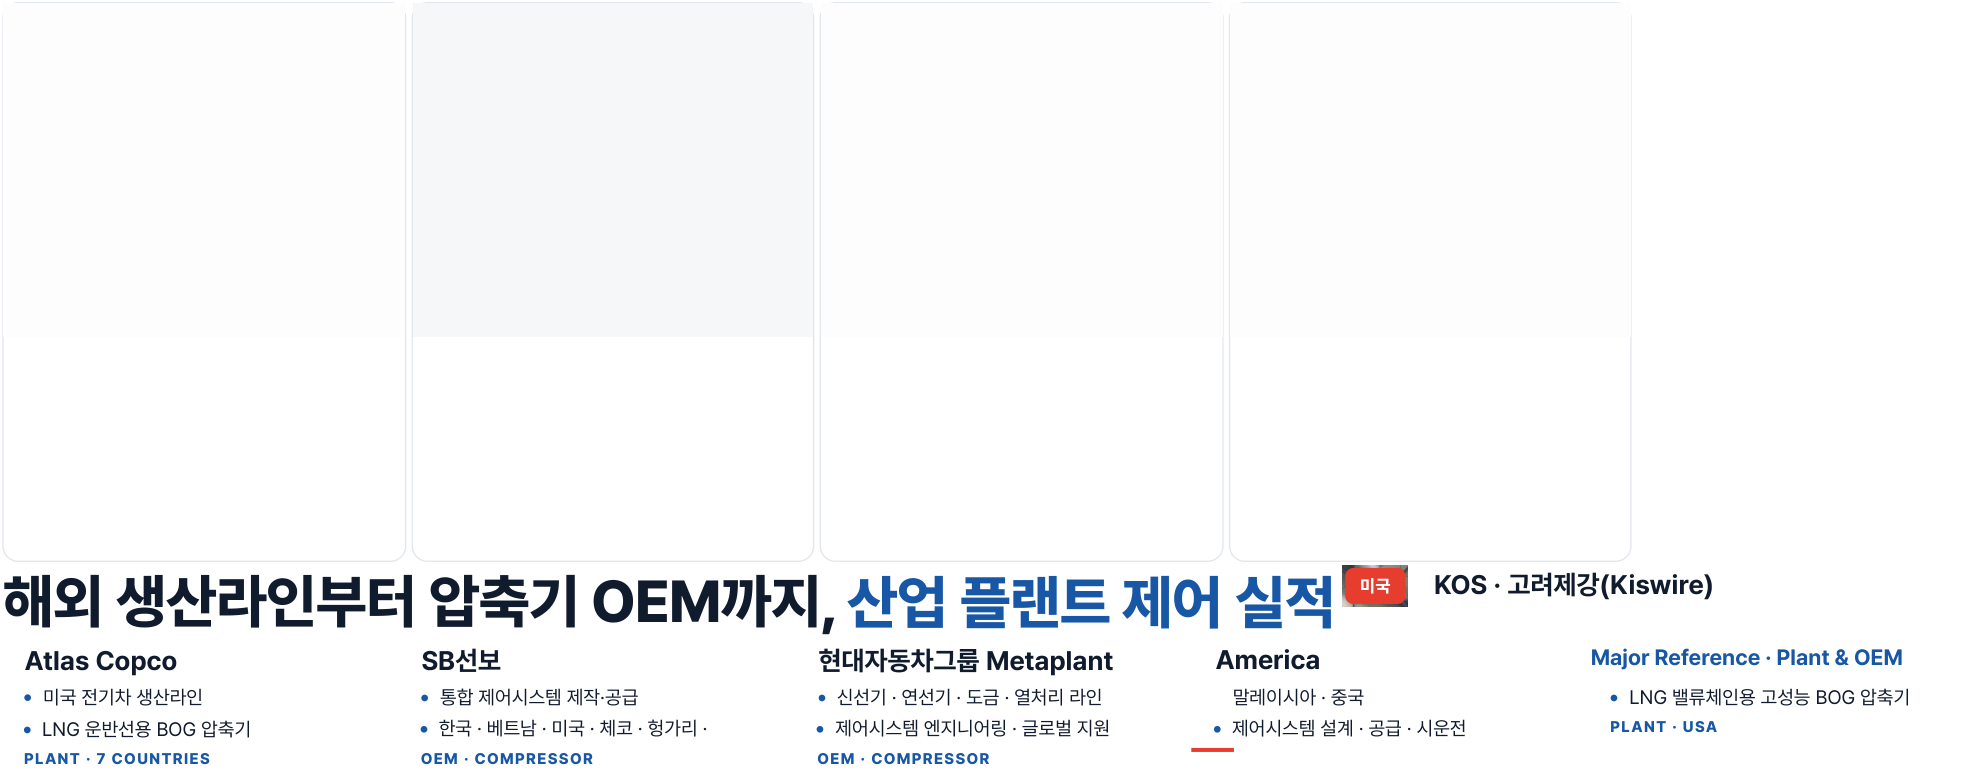 해외 생산라인부터 압축기 OEM까지, 산업 플랜트 제어 실적
미국
KOS · 고려제강(Kiswire)
Atlas Copco
SB선보
현대자동차그룹 Metaplant
America
Major Reference · Plant & OEM
미국 전기차 생산라인
통합 제어시스템 제작·공급
신선기 · 연선기 · 도금 · 열처리 라인
말레이시아 · 중국
LNG 밸류체인용 고성능 BOG 압축기
LNG 운반선용 BOG 압축기
한국 · 베트남 · 미국 · 체코 · 헝가리 ·
제어시스템 엔지니어링 · 글로벌 지원
제어시스템 설계 · 공급 · 시운전
PLANT · USA
PLANT · 7 COUNTRIES
OEM · COMPRESSOR
OEM · COMPRESSOR